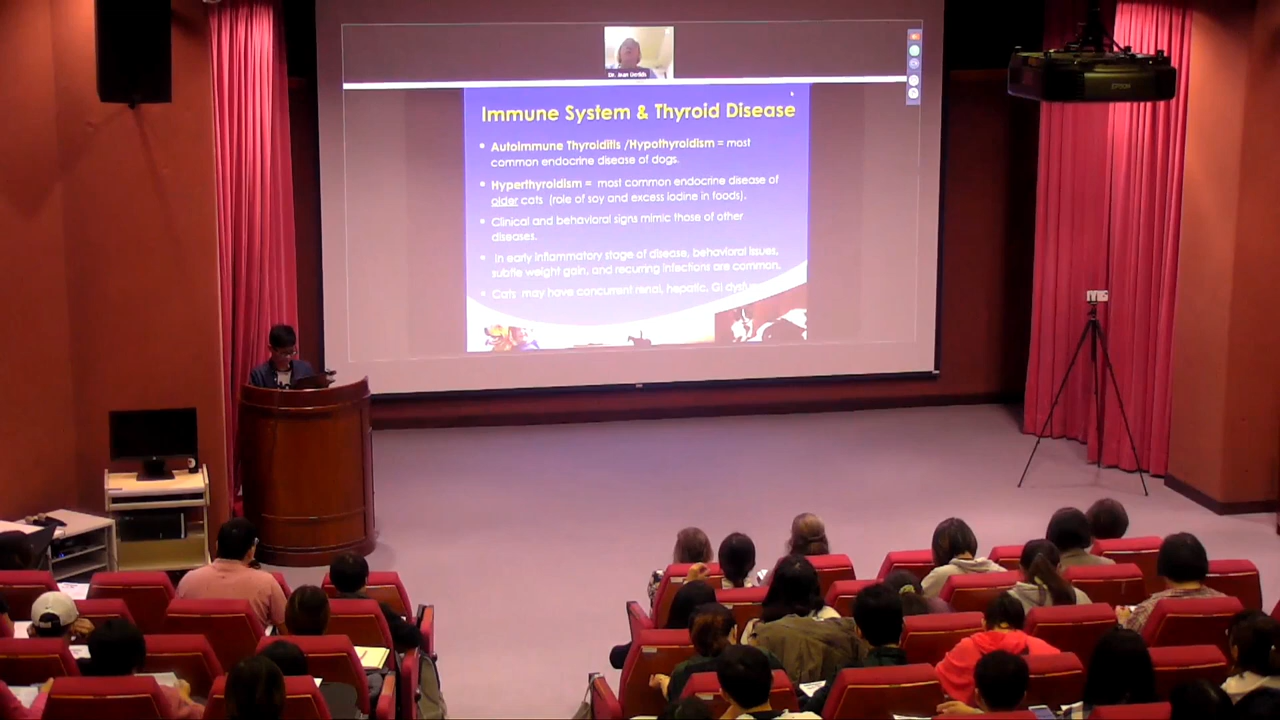 Immune System & Thyroid Disease
• Autoimmune Thyroiditis /Hypothyroidism = most
common endocrine disease of dogs.
• Hyperthyroidism = most common endocrine disease of
older cats (role of soy and excess iodine in foods).
• Clinical and behavioral signs mimic those of other
diseases.
• In early inflammatory stage of disease, behavioral issues,
subtle weight gain, and recurring infections are common.
• Cats may have concurrent renal, hepatic, GI
EPSON